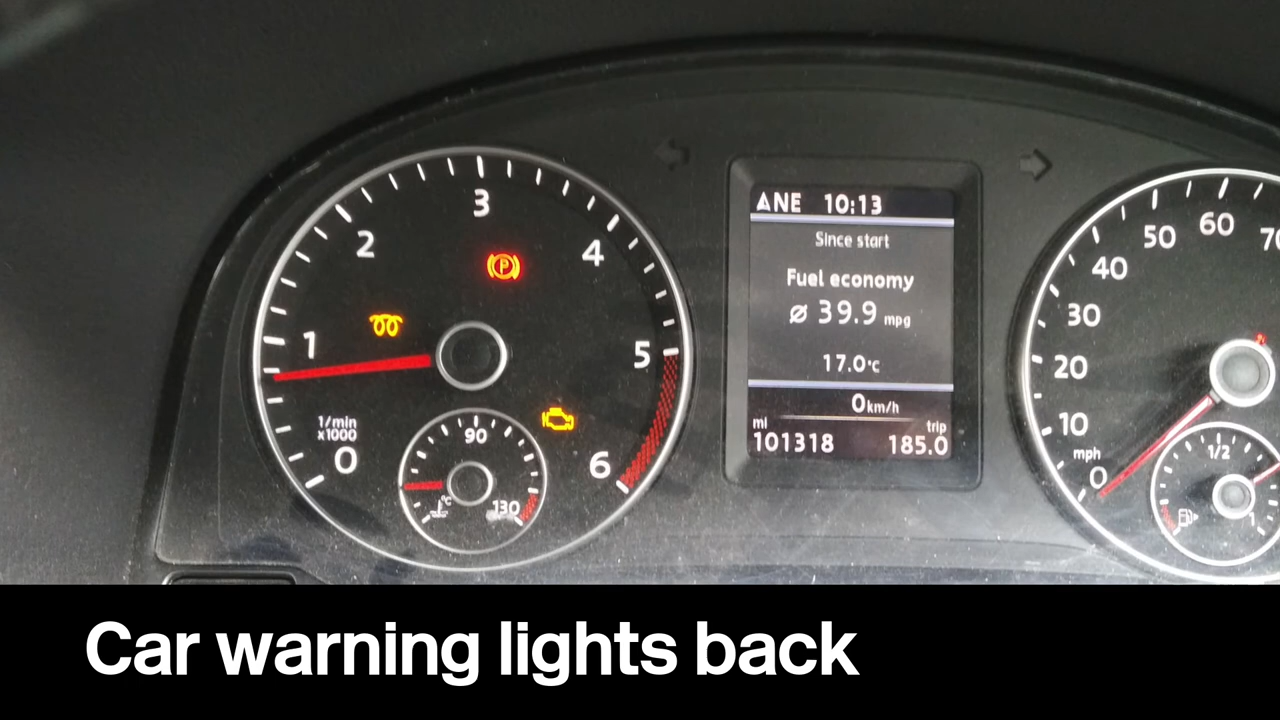 3
2
4
1
5
1/min
x1000
90
0
6
°C
130
P
ANE 10:13
Since start
Fuel economy
ø 39.9 mpg
17.0°C
0km/h
mi
trip
101318
185.0
60
50
70
40
30
20
10
mph
0
1/2
1
Car warning lights back